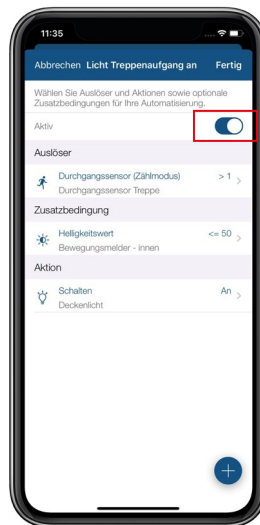 11:35
Abbrechen Licht Treppenaufgang an Fertig
Wählen Sie Auslöser und Aktionen sowie optionale
Zusatzbedingungen für Ihre Automatisierung.
Aktiv
Auslöser
Durchgangssensor (Zählmodus) > 1
Durchgangssensor Treppe
Zusatzbedingung
Helligkeitswert <= 50
Bewegungsmelder - innen
Aktion
Schalten An
Deckenlicht